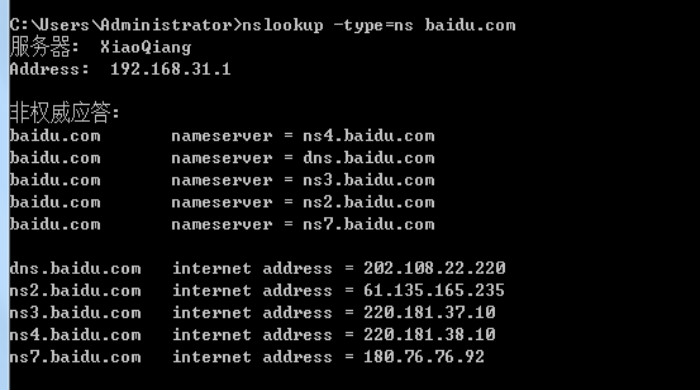 C:\Users\Administrator>nslookup -type=ns baidu.com
服务器:  XiaoQiang
Address:  192.168.31.1
非权威应答:
baidu.com       nameserver = ns4.baidu.com
baidu.com       nameserver = dns.baidu.com
baidu.com       nameserver = ns3.baidu.com
baidu.com       nameserver = ns2.baidu.com
baidu.com       nameserver = ns7.baidu.com
dns.baidu.com   internet address = 202.108.22.220
ns2.baidu.com   internet address = 61.135.165.235
ns3.baidu.com   internet address = 220.181.37.10
ns4.baidu.com   internet address = 220.181.38.10
ns7.baidu.com   internet address = 180.76.76.92